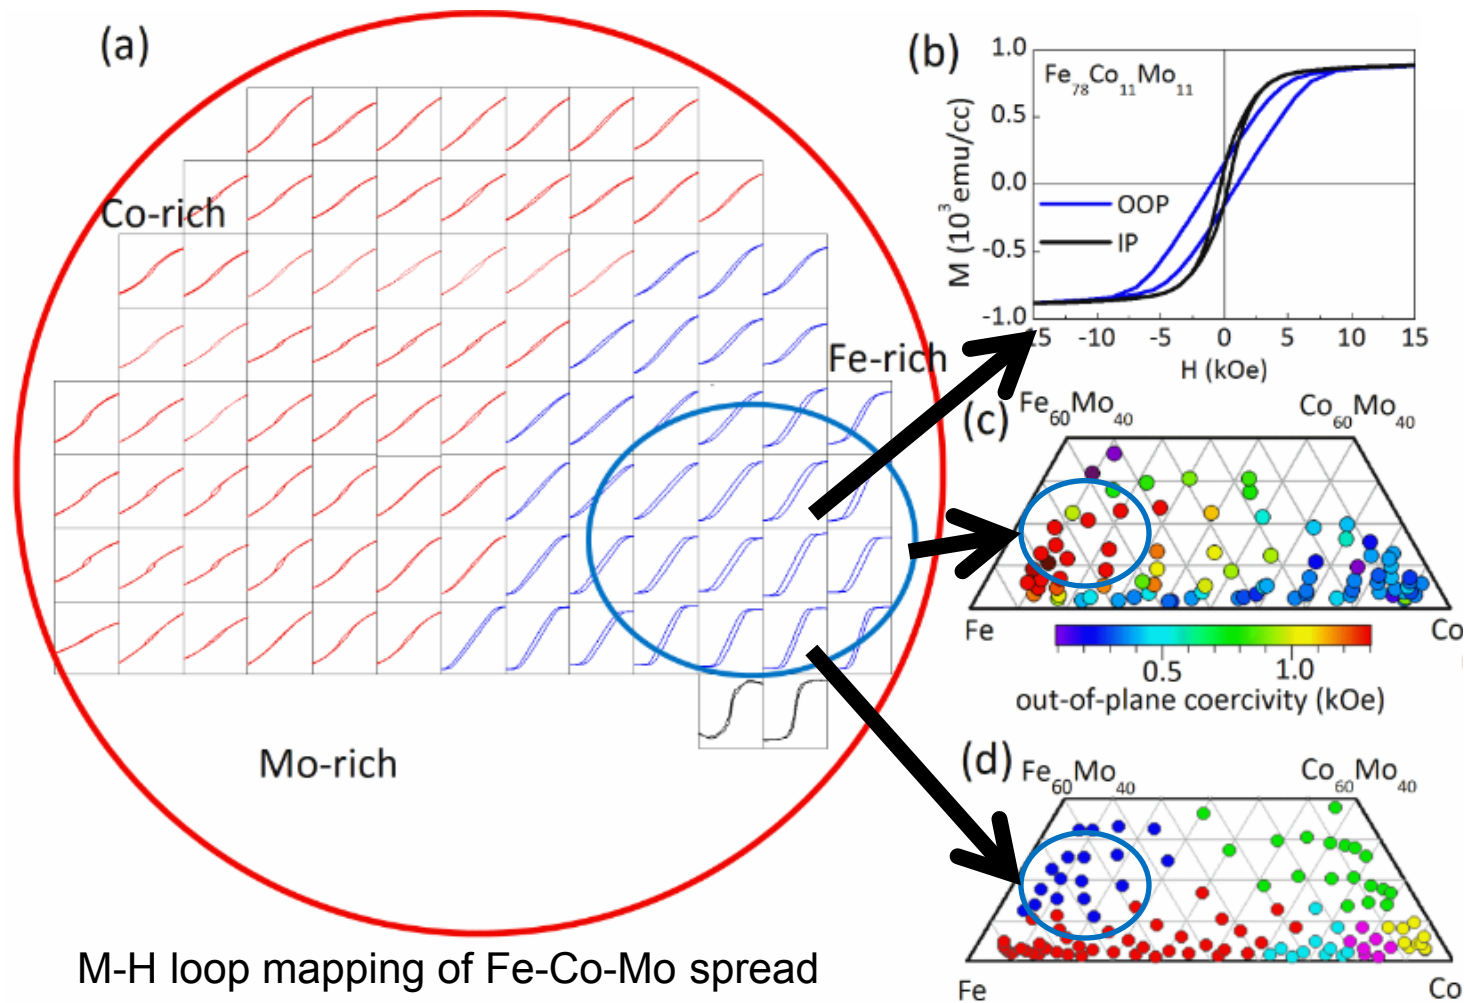 (a)
Co-rich
Fe-rich
Mo-rich
M-H loop mapping of Fe-Co-Mo spread
(b)
Fe78Co11Mo11
M (10³ emu/cc)
1.0
0.5
0.0
-0.5
-1.0
OOP
IP
-10 -5 0 5 10 15
H (kOe)
(c)
Fe60Mo40
Co60Mo40
Fe
Co
0.5 1.0
out-of-plane coercivity (kOe)
(d)
Fe60Mo40
Co60Mo40
Fe
Co